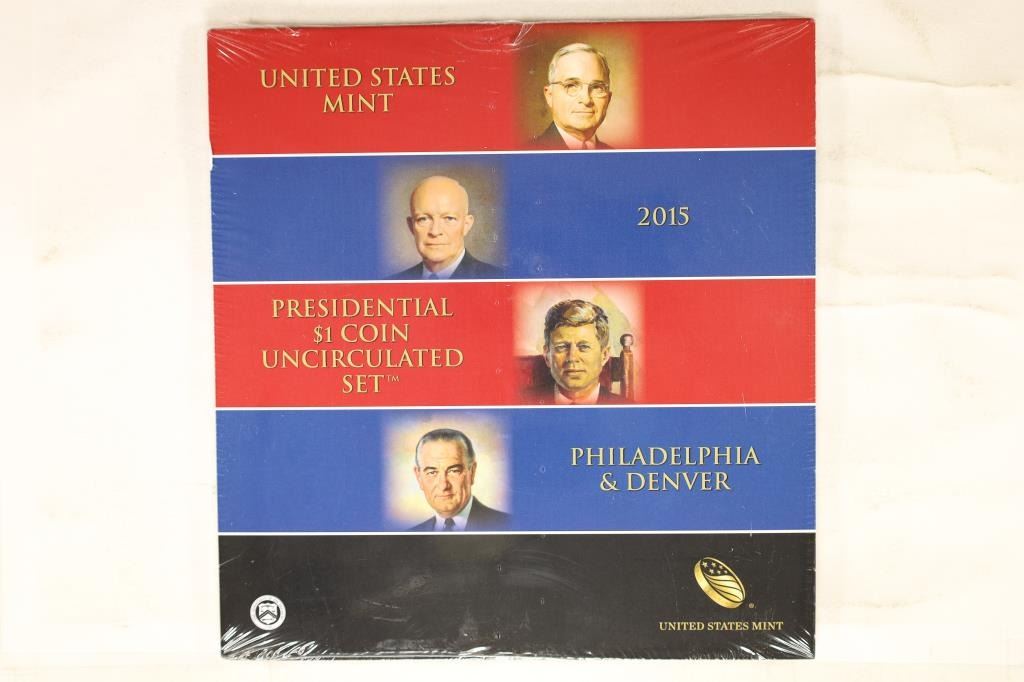 UNITED STATES
MINT
2015
PRESIDENTIAL
$1 COIN
UNCIRCULATED
SET™
PHILADELPHIA
& DENVER
®
UNITED STATES MINT